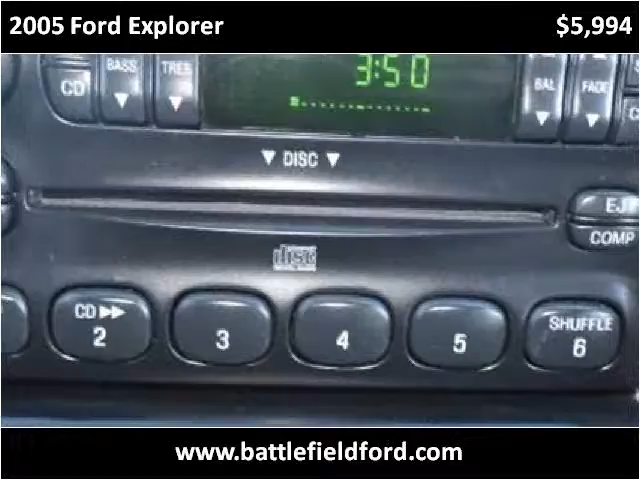 2005 Ford Explorer $5,994
CD BASS TREB 3:50 BAL FADE
▼ DISC ▼
EJ
COMP
disc
CD ▶▶ SHUFFLE
2 3 4 5 6
www.battlefieldford.com